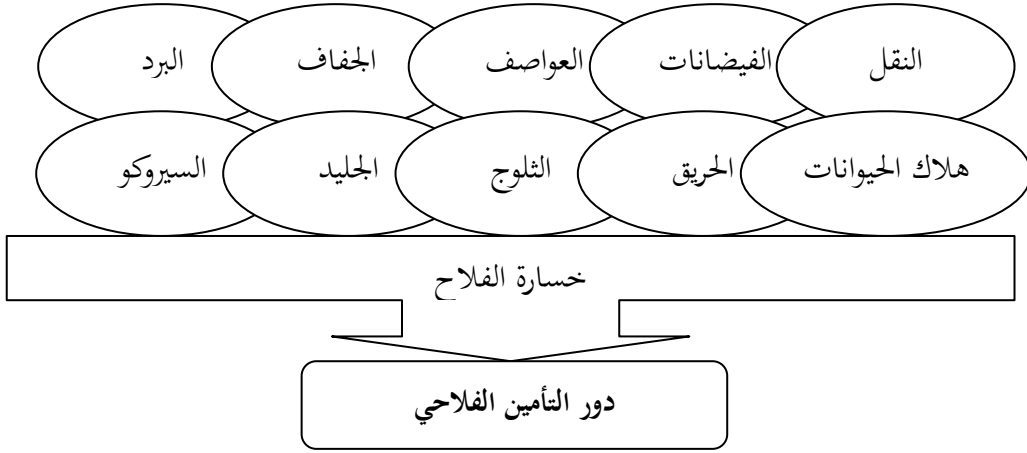 النقل الفيضانات العواصف الجفاف البرد
هلاك الحيوانات الحريق الثلوج الجليد السيروكو
خسارة الفلاح
دور التأمين الفلاحي